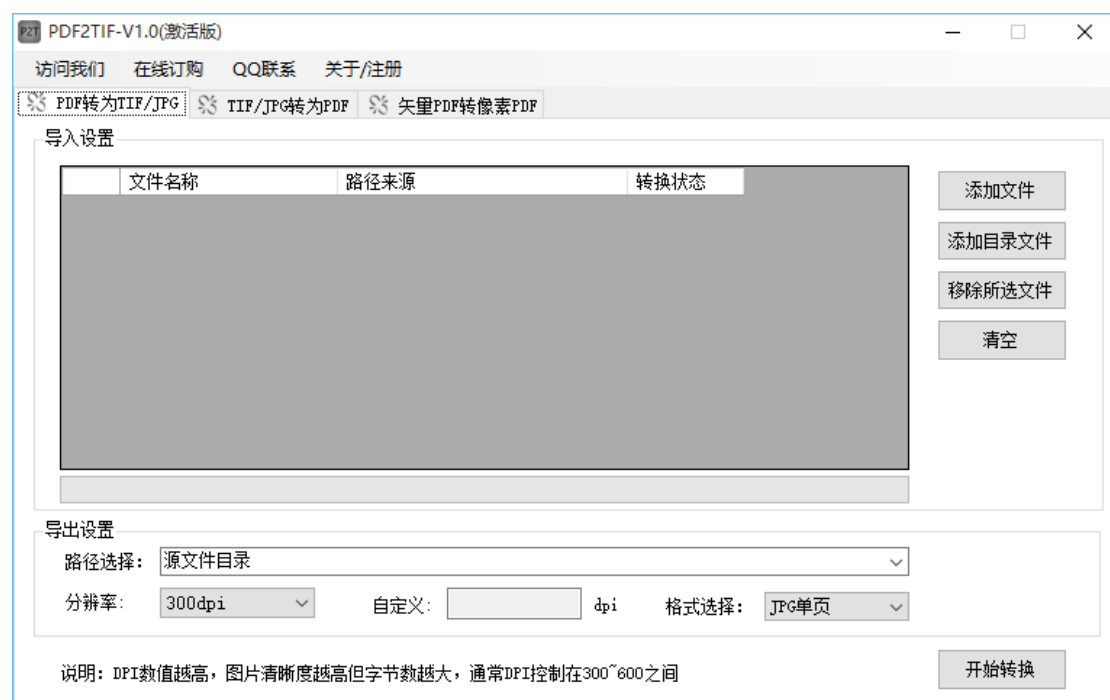 P2T PDF2TIF-V1.0(激活版)
访问我们 在线订购 QQ联系 关于/注册
PDF转为TIF/JPG TIF/JPG转为PDF 矢量PDF转像素PDF
导入设置
文件名称 路径来源 转换状态
添加文件
添加目录文件
移除所选文件
清空
导出设置
路径选择： 源文件目录
分辨率： 300dpi 自定义： dpi 格式选择： JPG单页
说明：DPI数值越高，图片清晰度越高但字节数越大，通常DPI控制在300~600之间
开始转换